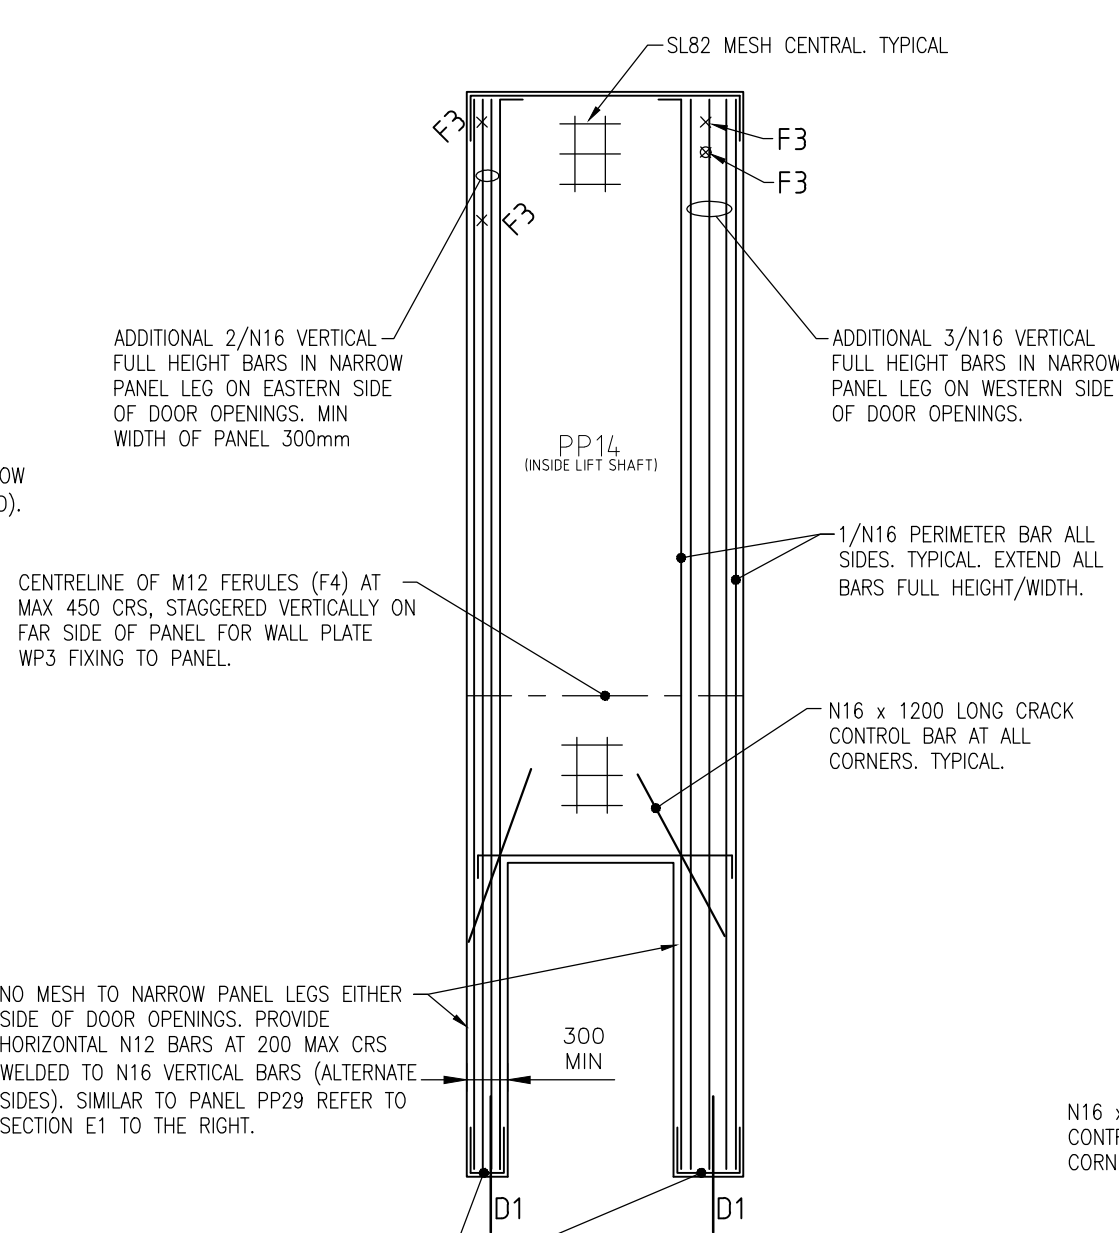 SL82 MESH CENTRAL. TYPICAL
F3
F3
F3
F3
ADDITIONAL 2/N16 VERTICAL
FULL HEIGHT BARS IN NARROW
PANEL LEG ON EASTERN SIDE
OF DOOR OPENINGS. MIN
WIDTH OF PANEL 300mm
ADDITIONAL 3/N16 VERTICAL
FULL HEIGHT BARS IN NARROW
PANEL LEG ON WESTERN SIDE
OF DOOR OPENINGS.
PP14
(INSIDE LIFT SHAFT)
OW
).
1/N16 PERIMETER BAR ALL
SIDES. TYPICAL. EXTEND ALL
BARS FULL HEIGHT/WIDTH.
CENTRELINE OF M12 FERULES (F4) AT
MAX 450 CRS, STAGGERED VERTICALLY ON
FAR SIDE OF PANEL FOR WALL PLATE
WP3 FIXING TO PANEL.
N16 x 1200 LONG CRACK
CONTROL BAR AT ALL
CORNERS. TYPICAL.
NO MESH TO NARROW PANEL LEGS EITHER
SIDE OF DOOR OPENINGS. PROVIDE
HORIZONTAL N12 BARS AT 200 MAX CRS
WELDED TO N16 VERTICAL BARS (ALTERNATE
SIDES). SIMILAR TO PANEL PP29 REFER TO
SECTION E1 TO THE RIGHT.
300
MIN
N16 x
CONT
CORN
D1
D1